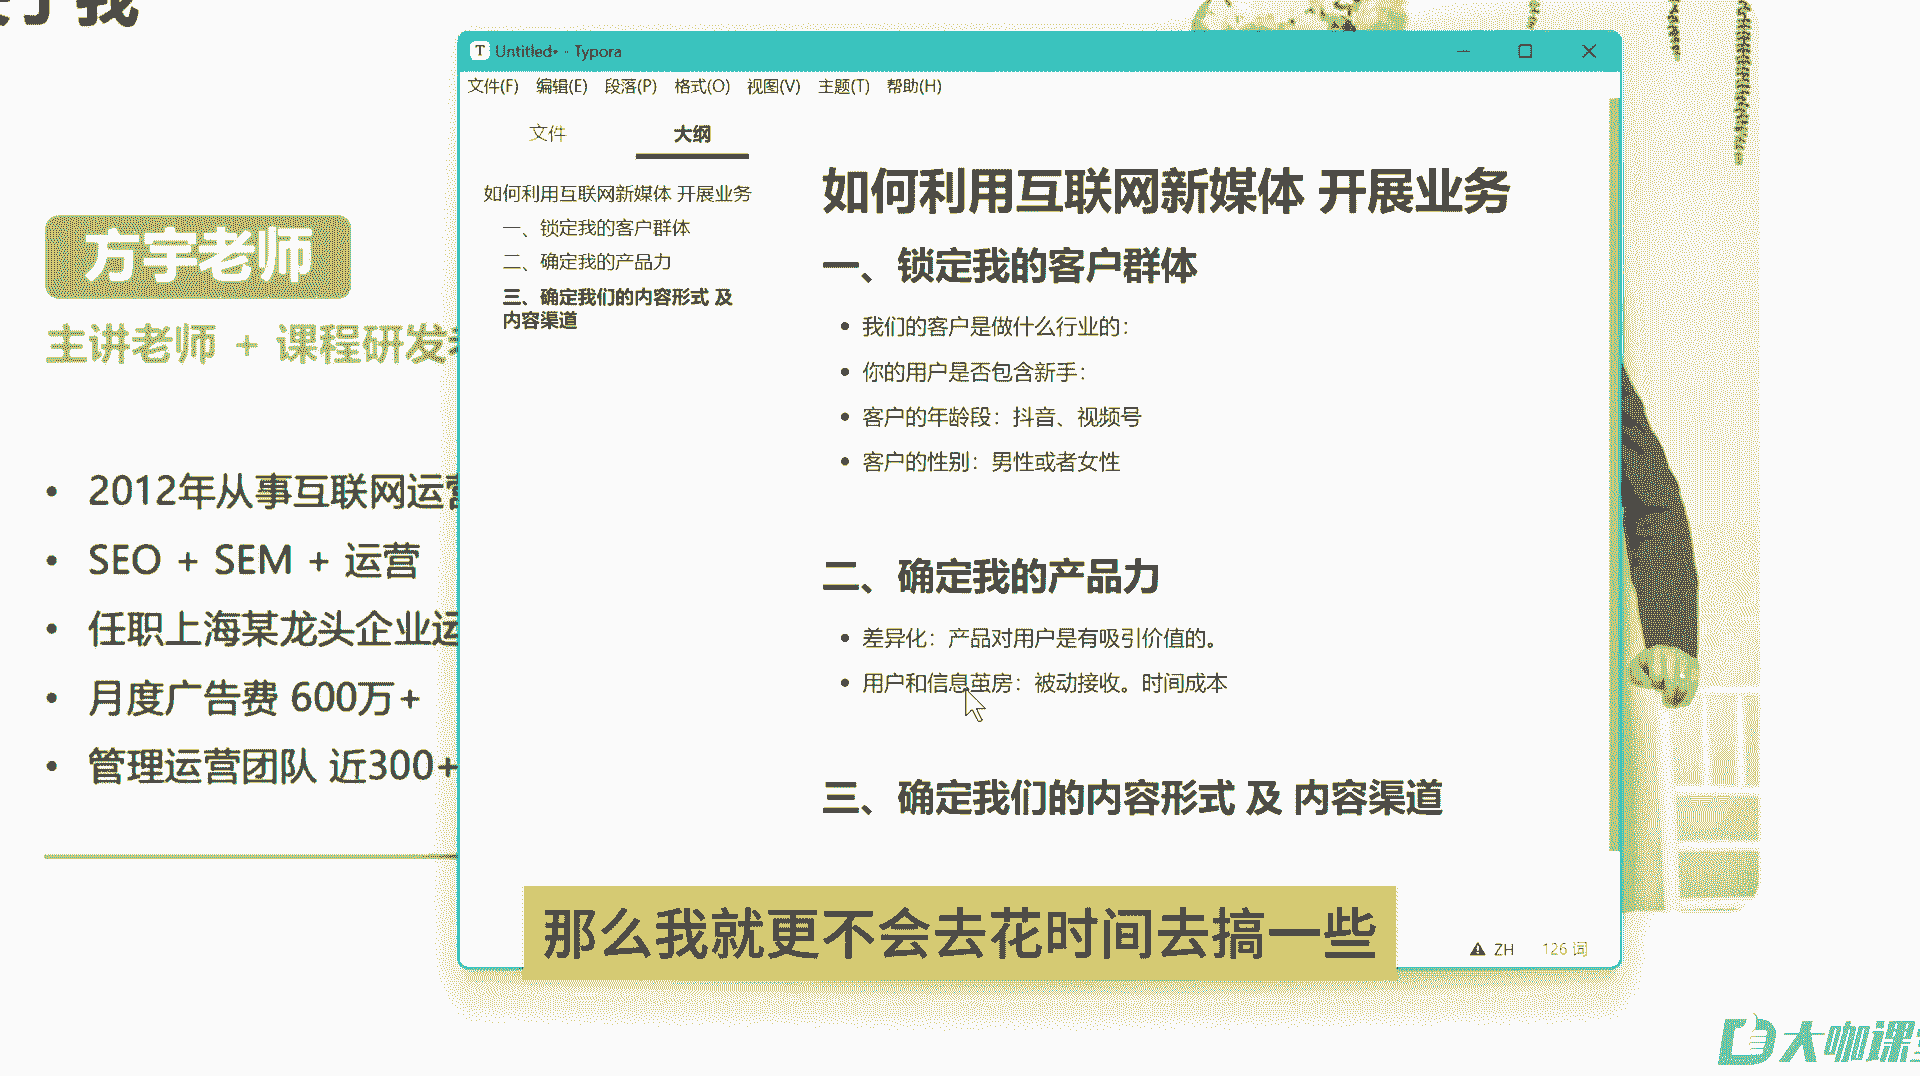 了我
方宇老师
主讲老师 + 课程研发
• 2012年从事互联网运营
• SEO + SEM + 运营
• 任职上海某龙头企业运
• 月度广告费 600万+
• 管理运营团队 近300+
T Untitled• - Typora
文件(F) 编辑(E) 段落(P) 格式(O) 视图(V) 主题(T) 帮助(H)
文件 大纲
如何利用互联网新媒体 开展业务
一、锁定我的客户群体
二、确定我的产品力
三、确定我们的内容形式 及
内容渠道
如何利用互联网新媒体 开展业务
一、锁定我的客户群体
• 我们的客户是做什么行业的：
• 你的用户是否包含新手：
• 客户的年龄段：抖音、视频号
• 客户的性别：男性或者女性
二、确定我的产品力
• 差异化：产品对用户是有吸引价值的。
• 用户和信息茧房：被动接收。时间成本
三、确定我们的内容形式 及 内容渠道
那么我就更不会去花时间去搞一些
ZH 126 词
大咖课